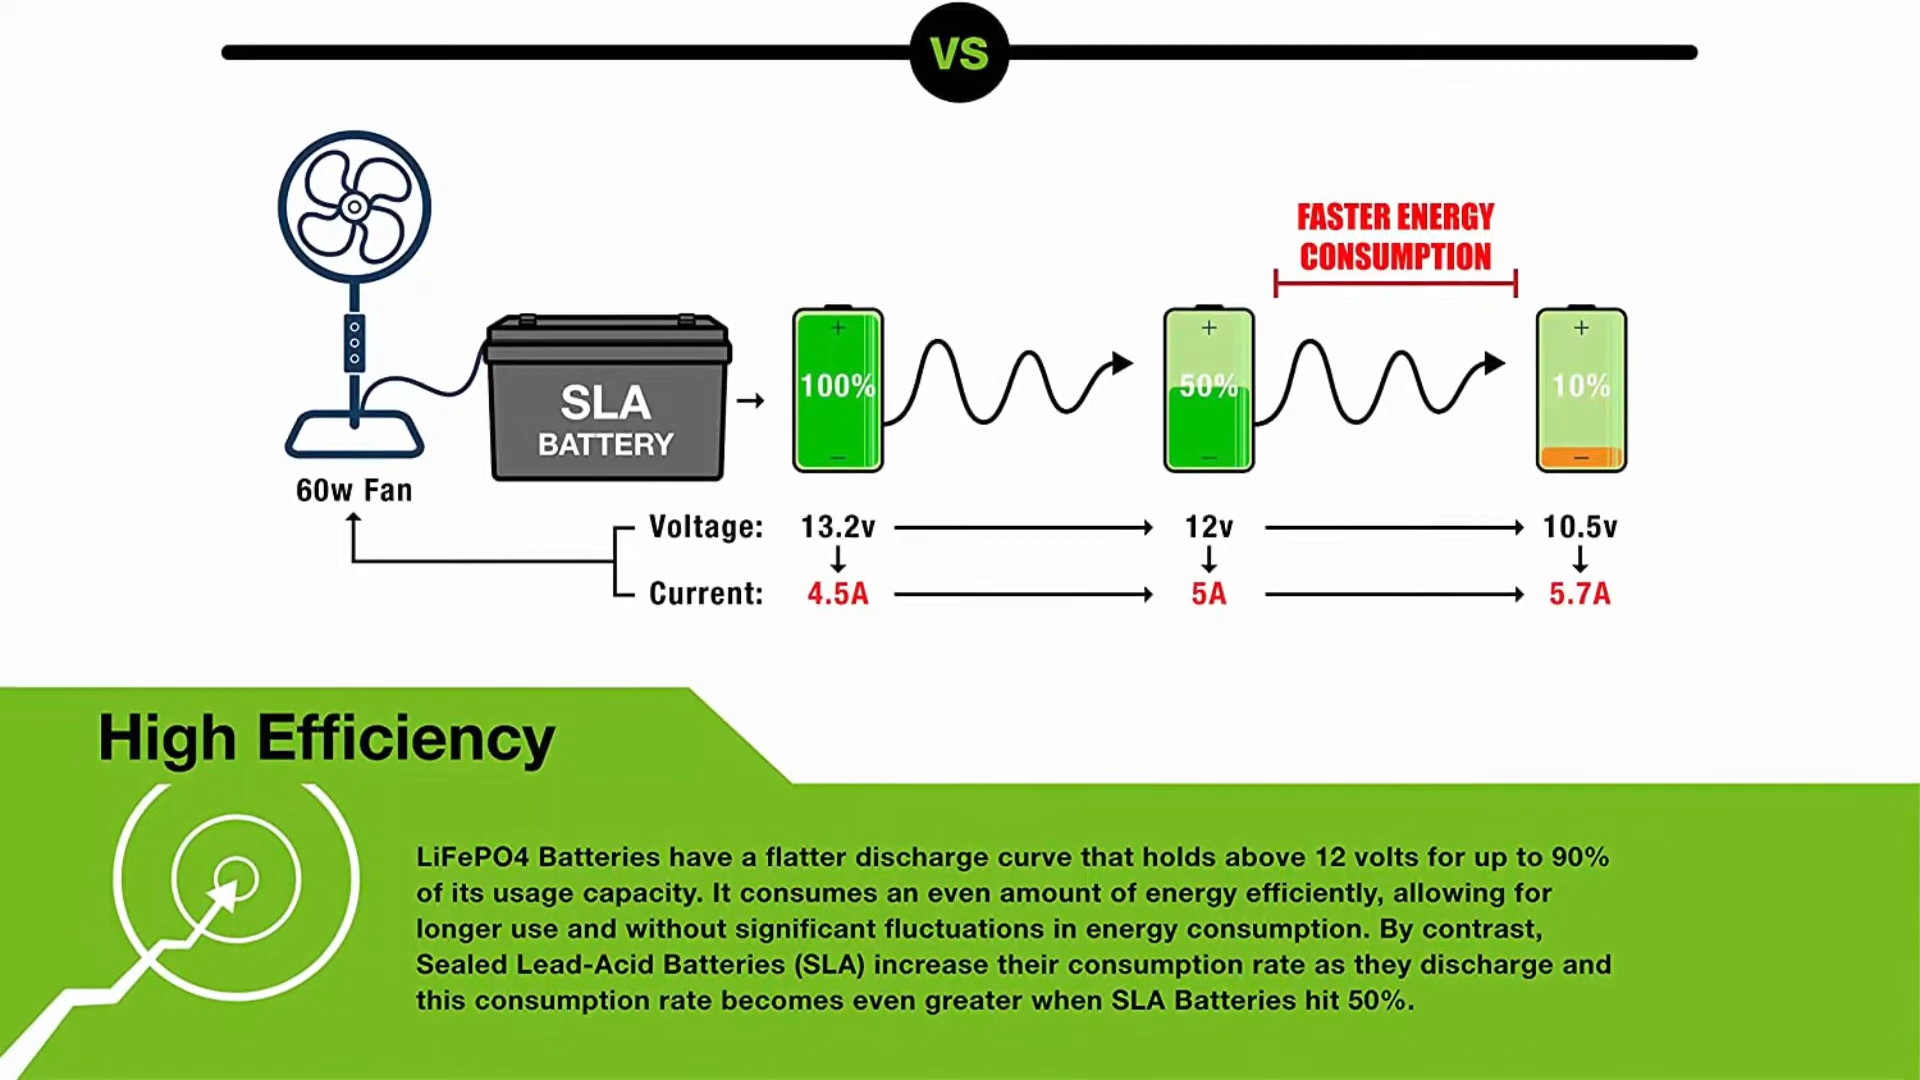 VS
FASTER ENERGY
CONSUMPTION
SLA
BATTERY
+
100%
−
+
50%
−
+
10%
−
60w Fan
Voltage: 13.2v 12v 10.5v
Current: 4.5A 5A 5.7A
High Efficiency
LiFePO4 Batteries have a flatter discharge curve that holds above 12 volts for up to 90%
of its usage capacity. It consumes an even amount of energy efficiently, allowing for
longer use and without significant fluctuations in energy consumption. By contrast,
Sealed Lead-Acid Batteries (SLA) increase their consumption rate as they discharge and
this consumption rate becomes even greater when SLA Batteries hit 50%.